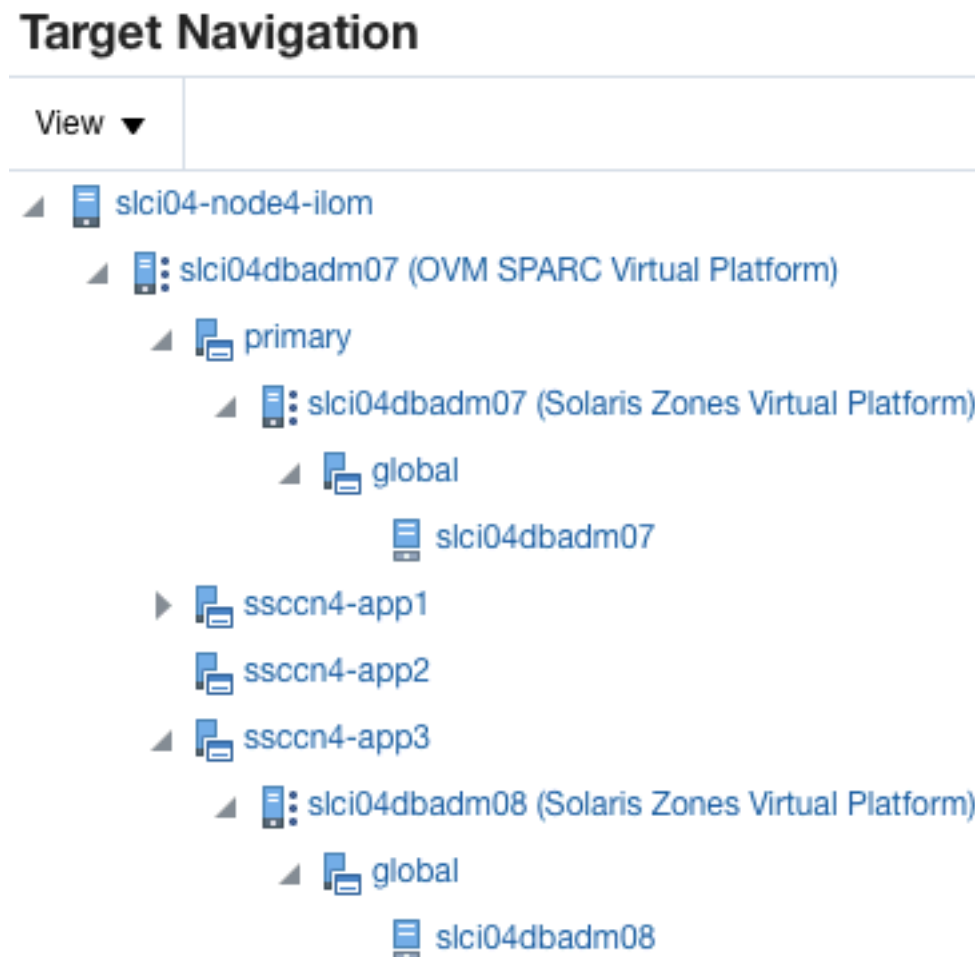 Target Navigation
View
slci04-node4-ilom
slci04dbadm07 (OVM SPARC Virtual Platform)
primary
slci04dbadm07 (Solaris Zones Virtual Platform)
global
slci04dbadm07
ssccn4-app1
ssccn4-app2
ssccn4-app3
slci04dbadm08 (Solaris Zones Virtual Platform)
global
slci04dbadm08